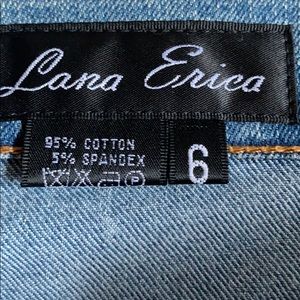 Lana Erica
95% COTTON
5% SPANDEX
6